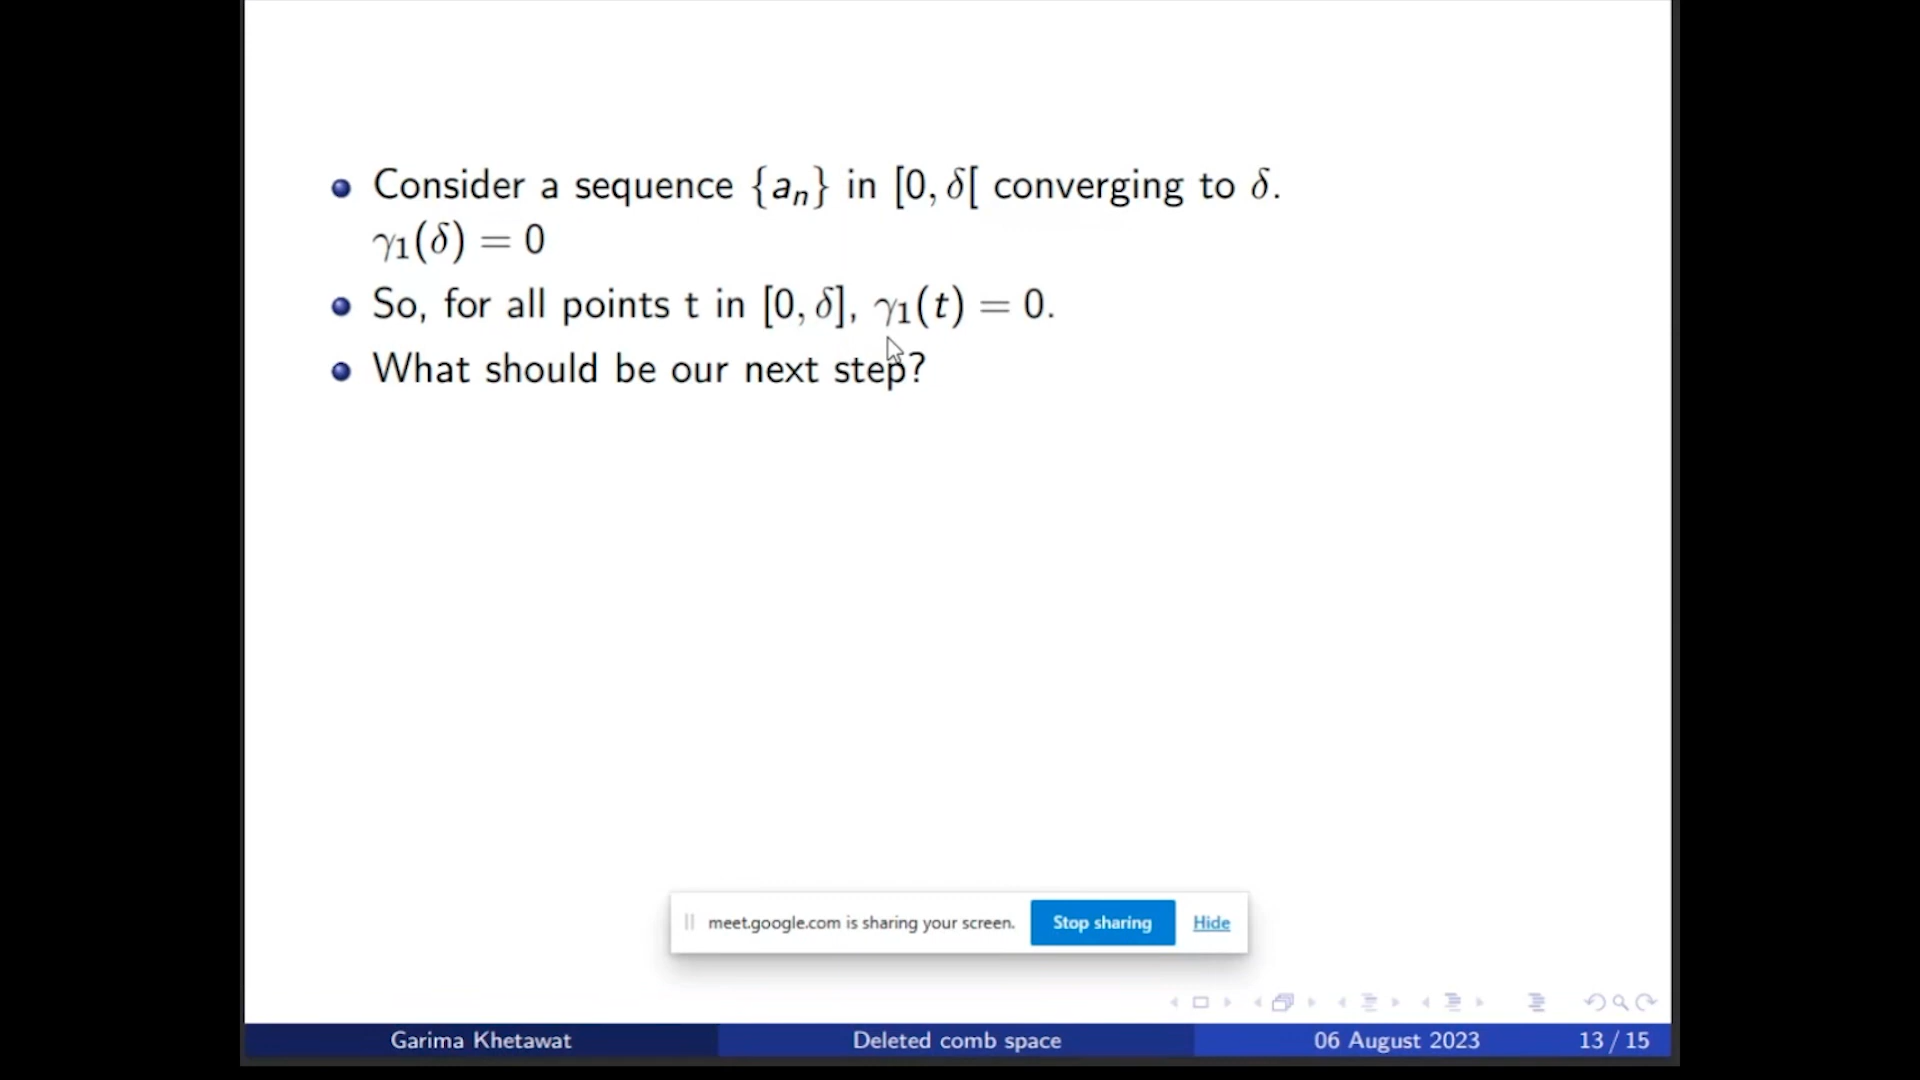 Consider a sequence {aₙ} in [0, δ[ converging to δ.
γ₁(δ) = 0
So, for all points t in [0, δ], γ₁(t) = 0.
What should be our next step?
meet.google.com is sharing your screen. Stop sharing Hide
Garima Khetawat Deleted comb space 06 August 2023 13 / 15